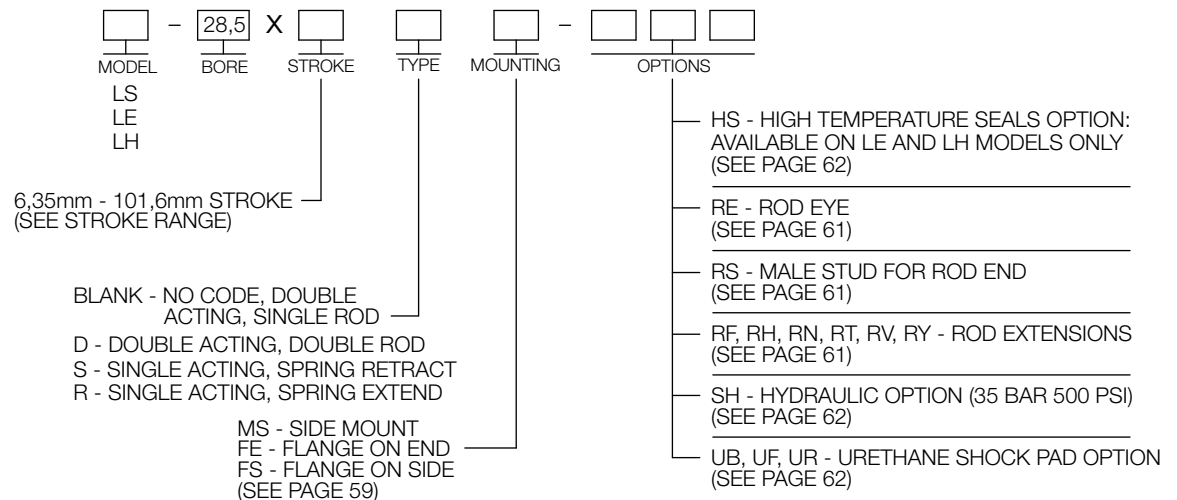 – 28,5 X –
MODEL BORE STROKE TYPE MOUNTING OPTIONS
LS
LE
LH
6,35mm - 101,6mm STROKE
(SEE STROKE RANGE)
BLANK - NO CODE, DOUBLE
ACTING, SINGLE ROD
D - DOUBLE ACTING, DOUBLE ROD
S - SINGLE ACTING, SPRING RETRACT
R - SINGLE ACTING, SPRING EXTEND
MS - SIDE MOUNT
FE - FLANGE ON END
FS - FLANGE ON SIDE
(SEE PAGE 59)
HS - HIGH TEMPERATURE SEALS OPTION:
AVAILABLE ON LE AND LH MODELS ONLY
(SEE PAGE 62)
RE - ROD EYE
(SEE PAGE 61)
RS - MALE STUD FOR ROD END
(SEE PAGE 61)
RF, RH, RN, RT, RV, RY - ROD EXTENSIONS
(SEE PAGE 61)
SH - HYDRAULIC OPTION (35 BAR 500 PSI)
(SEE PAGE 62)
UB, UF, UR - URETHANE SHOCK PAD OPTION
(SEE PAGE 62)